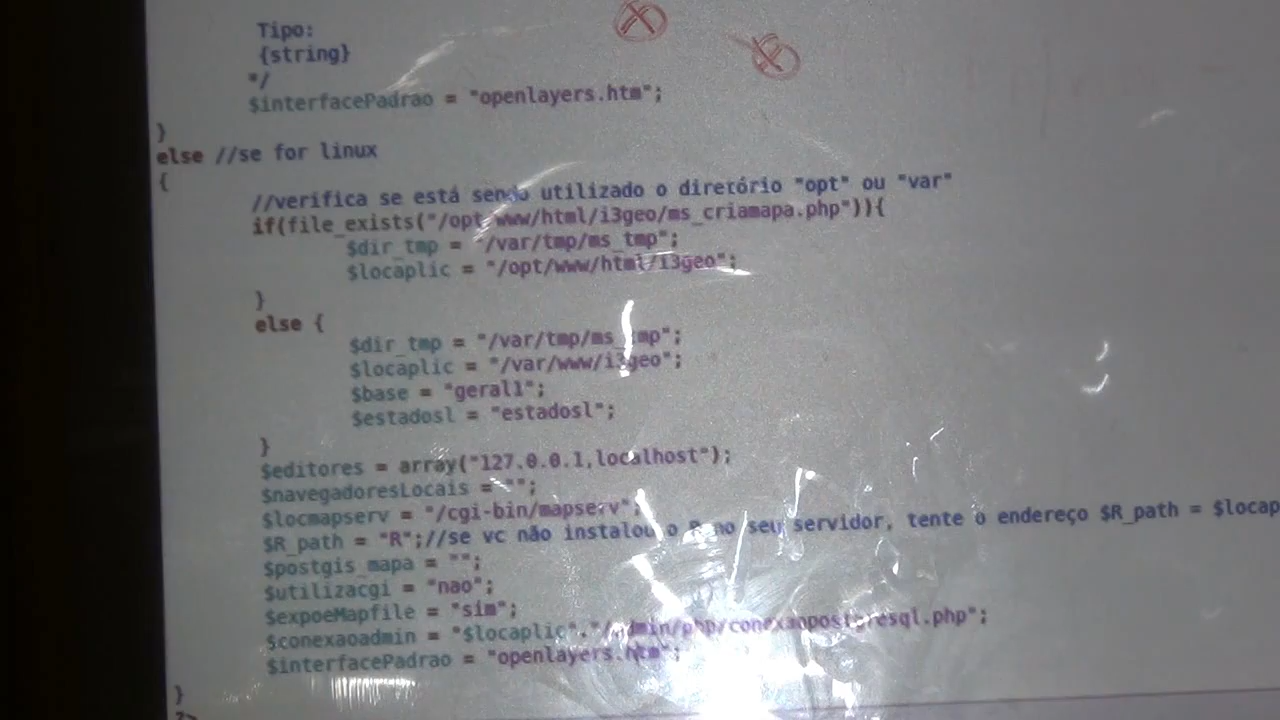 Tipo:
{string}
*/
$interfacePadrao = "openlayers.htm";
}
else //se for linux
{
//verifica se está sendo utilizado o diretório "opt" ou "var"
if(file_exists("/opt/www/html/i3geo/ms_criamapa.php")){
$dir_tmp = "/var/tmp/ms_tmp";
$locaplic = "/opt/www/html/i3geo";
}
else {
$dir_tmp = "/var/tmp/ms_tmp";
$locaplic = "/var/www/i3geo";
$base = "geral1";
$estadosl = "estadosl";
}
$editores = array("127.0.0.1,localhost");
$navegadoresLocais = "";
$locmapserv = "/cgi-bin/mapserv";
$R_path = "R";//se vc não instalou o R no seu servidor, tente o endereço $R_path = $locap
$postgis_mapa = "";
$utilizacgi = "nao";
$expoeMapfile = "sim";
$conexaoadmin = "$locaplic"."/admin/php/conexaopostgresql.php";
$interfacePadrao = "openlayers.htm";
}
?>